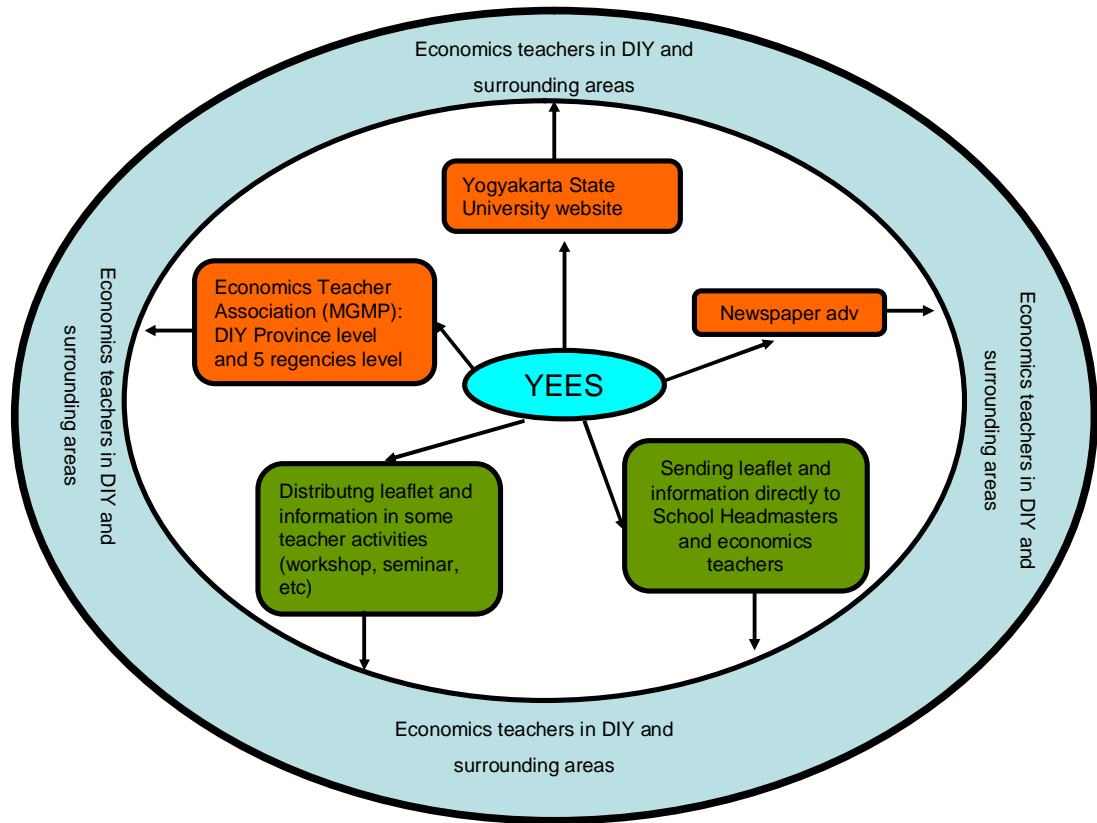 Economics teachers in DIY and
surrounding areas
Yogyakarta State
University website
Economics Teacher
Association (MGMP):
DIY Province level
and 5 regencies level
Newspaper adv
YEES
Economics teachers in DIY and
surrounding areas
Economics teachers in DIY and
surrounding areas
Distributng leaflet and
information in some
teacher activities
(workshop, seminar,
etc)
Sending leaflet and
information directly to
School Headmasters
and economics
teachers
Economics teachers in DIY and
surrounding areas